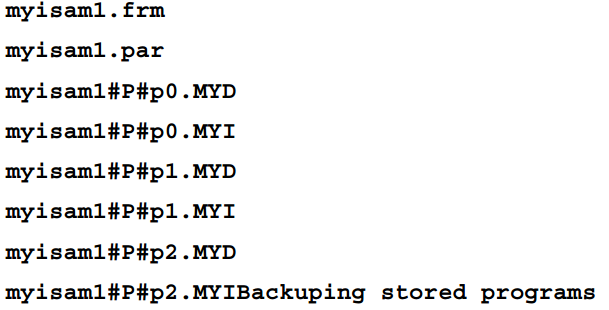 myisam1.frm
myisam1.par
myisam1#P#p0.MYD
myisam1#P#p0.MYI
myisam1#P#p1.MYD
myisam1#P#p1.MYI
myisam1#P#p2.MYD
myisam1#P#p2.MYIBackuping stored programs